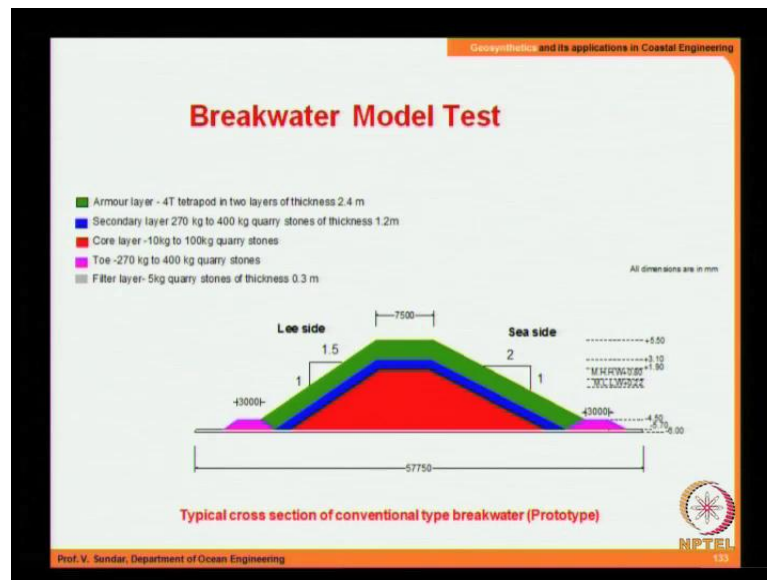 Geosynthetics and its applications in Coastal Engineering
Breakwater Model Test
Armour layer - 4T tetrapod in two layers of thickness 2.4 m
Secondary layer 270 kg to 400 kg quarry stones of thickness 1.2m
Core layer -10kg to 100kg quarry stones
Toe -270 kg to 400 kg quarry stones
Filter layer- 5kg quarry stones of thickness 0.3 m
All dimensions are in mm
7500
Lee side
Sea side
1.5
1
2
1
+5.50
+3.10
+1.90
3000
3000
-4.50
-5.70
-6.00
57750
Typical cross section of conventional type breakwater (Prototype)
NPTEL
Prof. V. Sundar, Department of Ocean Engineering
133